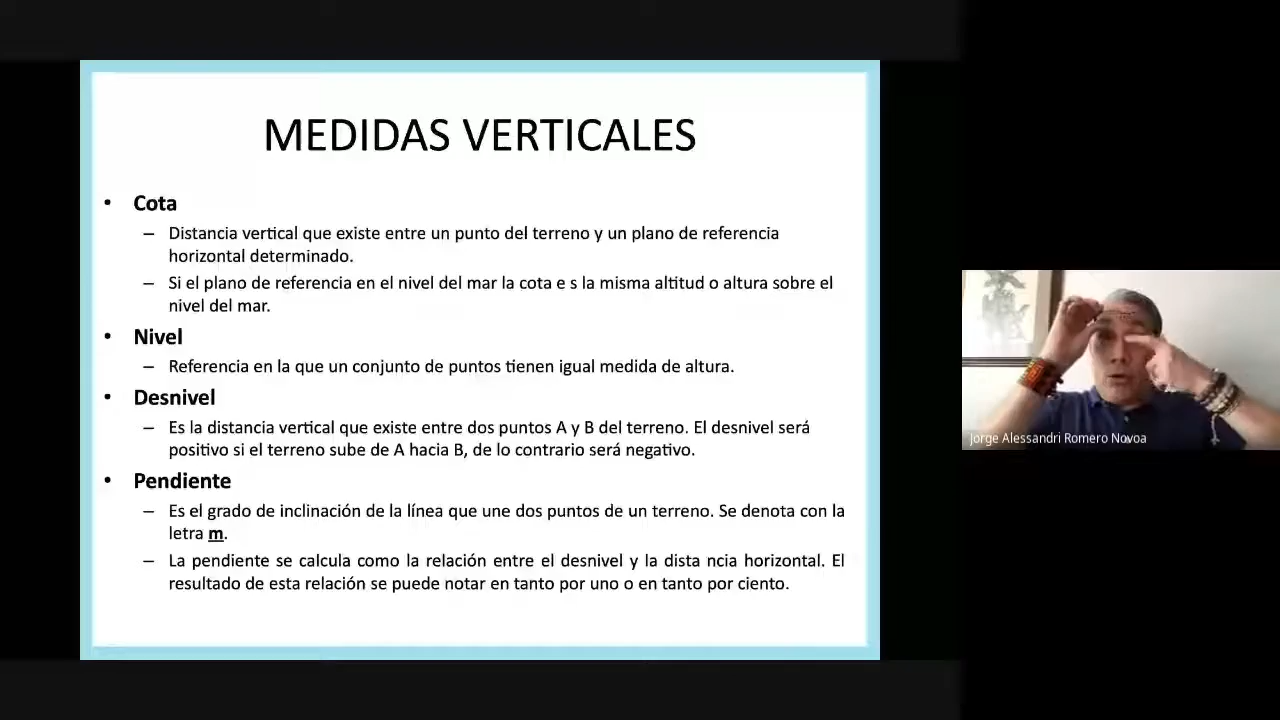 MEDIDAS VERTICALES
• Cota
– Distancia vertical que existe entre un punto del terreno y un plano de referencia
horizontal determinado.
– Si el plano de referencia en el nivel del mar la cota e s la misma altitud o altura sobre el
nivel del mar.
• Nivel
– Referencia en la que un conjunto de puntos tienen igual medida de altura.
• Desnivel
– Es la distancia vertical que existe entre dos puntos A y B del terreno. El desnivel será
positivo si el terreno sube de A hacia B, de lo contrario será negativo.
• Pendiente
– Es el grado de inclinación de la línea que une dos puntos de un terreno. Se denota con la
letra m.
– La pendiente se calcula como la relación entre el desnivel y la dista ncia horizontal. El
resultado de esta relación se puede notar en tanto por uno o en tanto por ciento.
Jorge Alessandri Romero Novoa